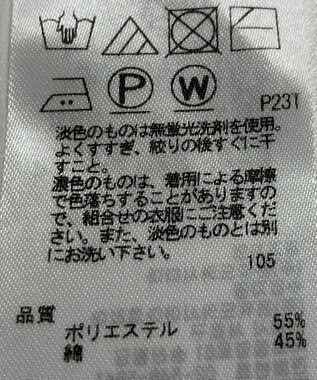 P
W
P231
淡色のものは無蛍光洗剤を使用。
よくすすぎ、絞りの後すぐに干
すこと。
濃色のものは、着用による摩擦
で色落ちすることがありますの
で、組合せの衣服にご注意くだ
さい。また、淡色のものとは別
にお洗い下さい。
105
品質
ポリエステル 55%
綿 45%